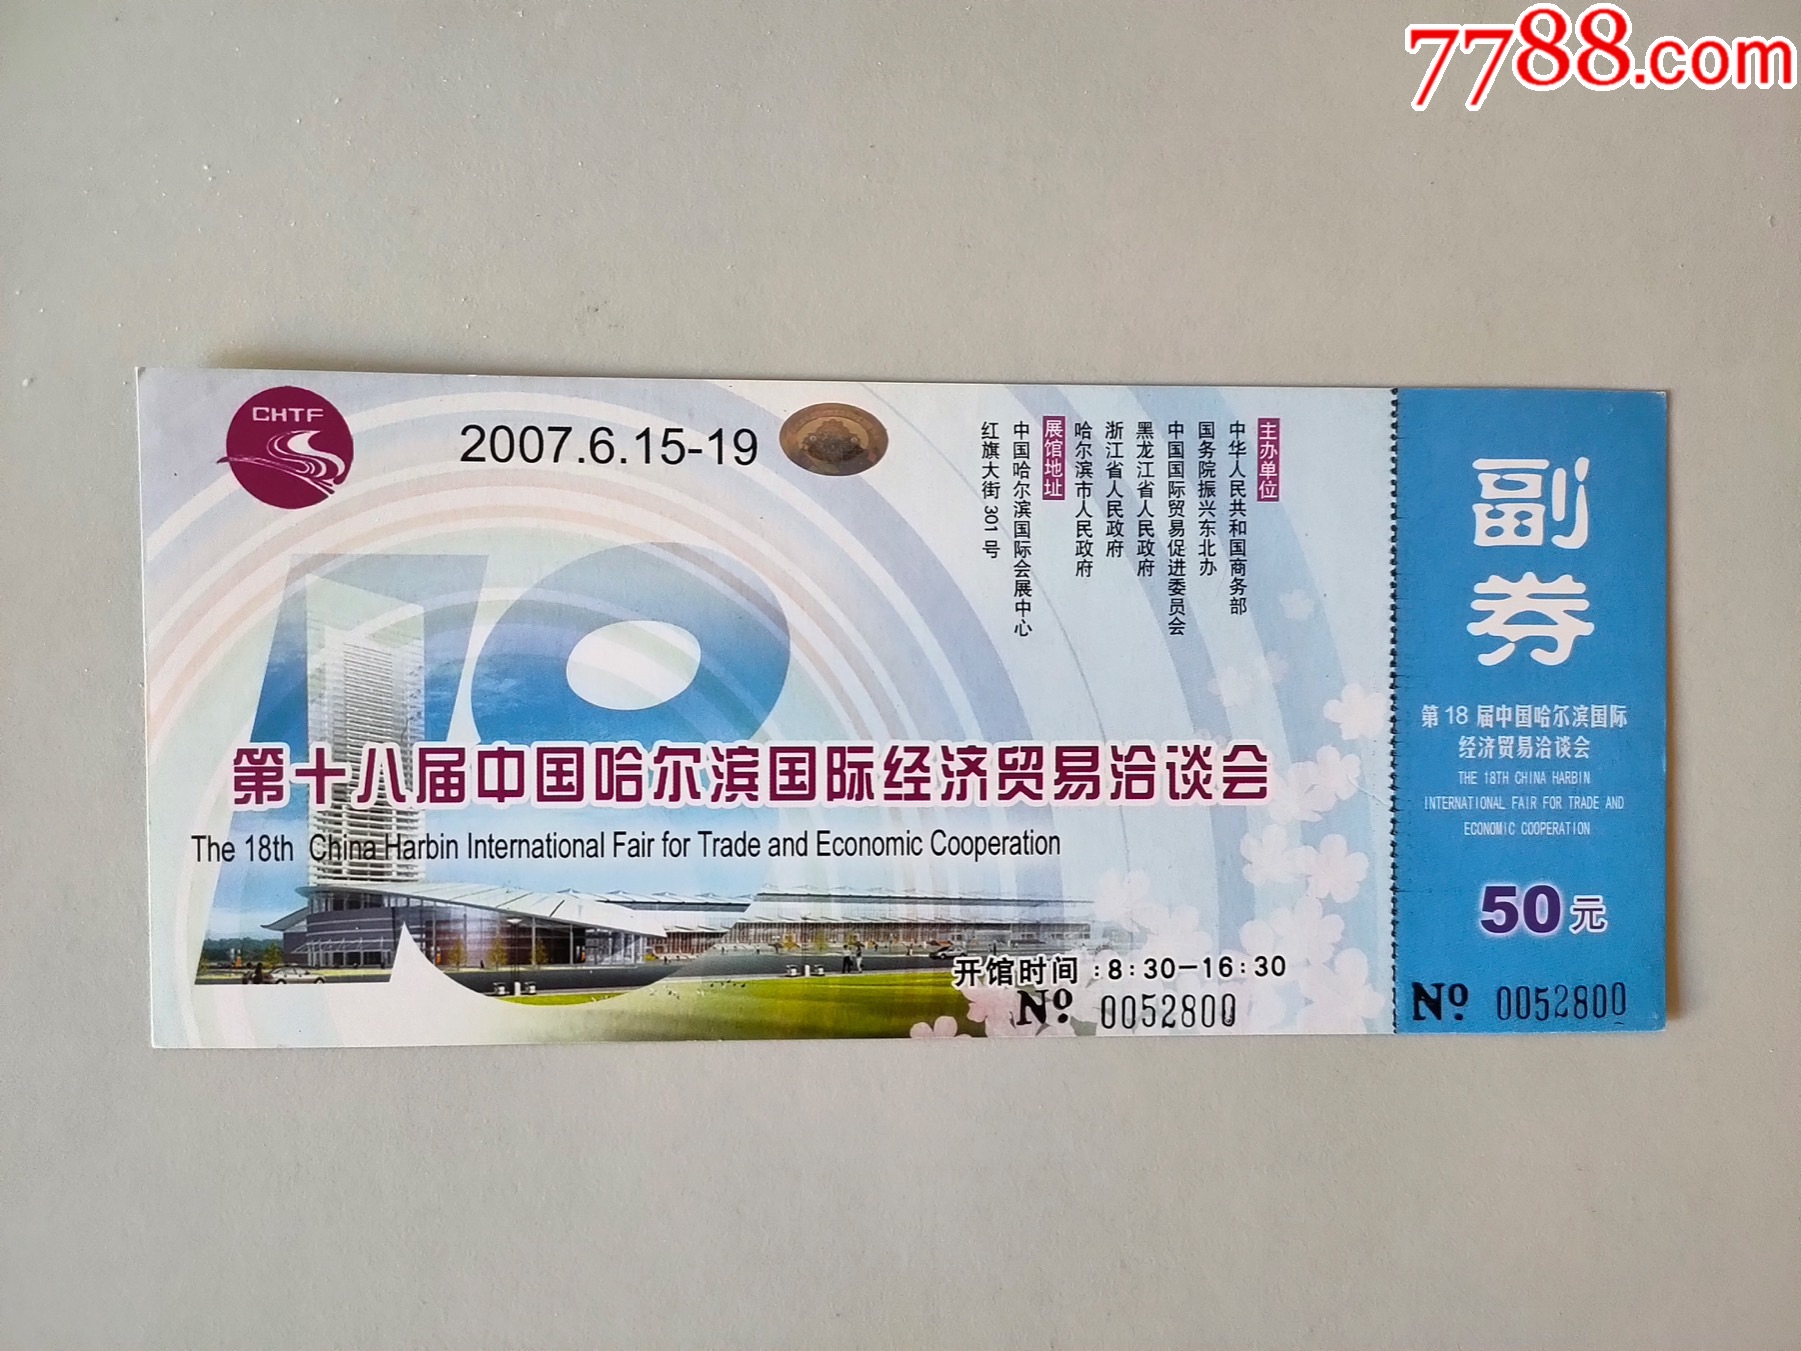 7788.com
CHTF
2007.6.15-19
主办单位
中华人民共和国商务部
国务院振兴东北办
中国国际贸易促进委员会
黑龙江省人民政府
浙江省人民政府
哈尔滨市人民政府
展馆地址
中国哈尔滨国际会展中心
红旗大街301号
第十八届中国哈尔滨国际经济贸易洽谈会
The 18th China Harbin International Fair for Trade and Economic Cooperation
开馆时间:8:30-16:30
Nº 0052800
副
券
第18届中国哈尔滨国际
经济贸易洽谈会
THE 18TH CHINA HARBIN
INTERNATIONAL FAIR FOR TRADE AND
ECONOMIC COOPERATION
50元
Nº 0052800